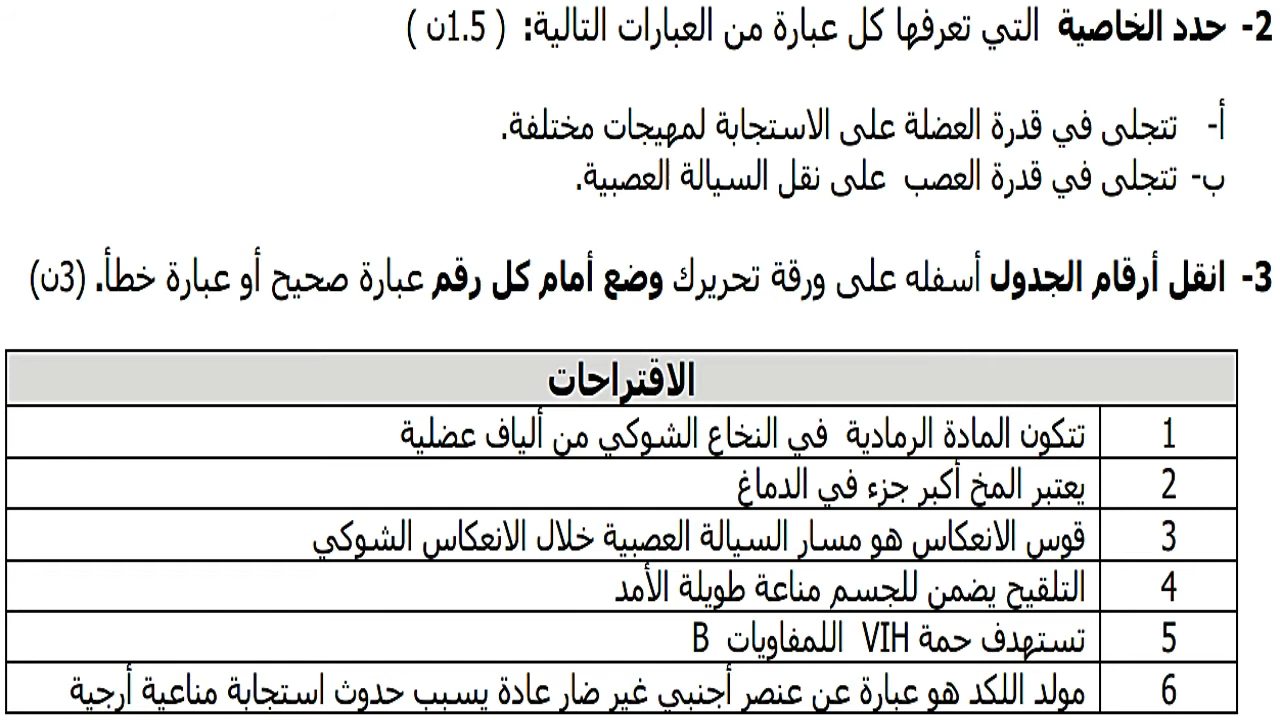 2- حدد الخاصية التي تعرفها كل عبارة من العبارات التالية: ( 1.5ن )
أ- تتجلى في قدرة العضلة على الاستجابة لمهيجات مختلفة.
ب- تتجلى في قدرة العصب على نقل السيالة العصبية.
3- انقل أرقام الجدول أسفله على ورقة تحريرك وضع أمام كل رقم عبارة صحيح أو عبارة خطأ. (3ن)
الاقتراحات
1 تتكون المادة الرمادية في النخاع الشوكي من ألياف عضلية
2 يعتبر المخ أكبر جزء في الدماغ
3 قوس الانعكاس هو مسار السيالة العصبية خلال الانعكاس الشوكي
4 التلقيح يضمن للجسم مناعة طويلة الأمد
5 تستهدف حمة VIH اللمفاويات B
6 مولد اللكد هو عبارة عن عنصر أجنبي غير ضار عادة يسبب حدوث استجابة مناعية أرجية